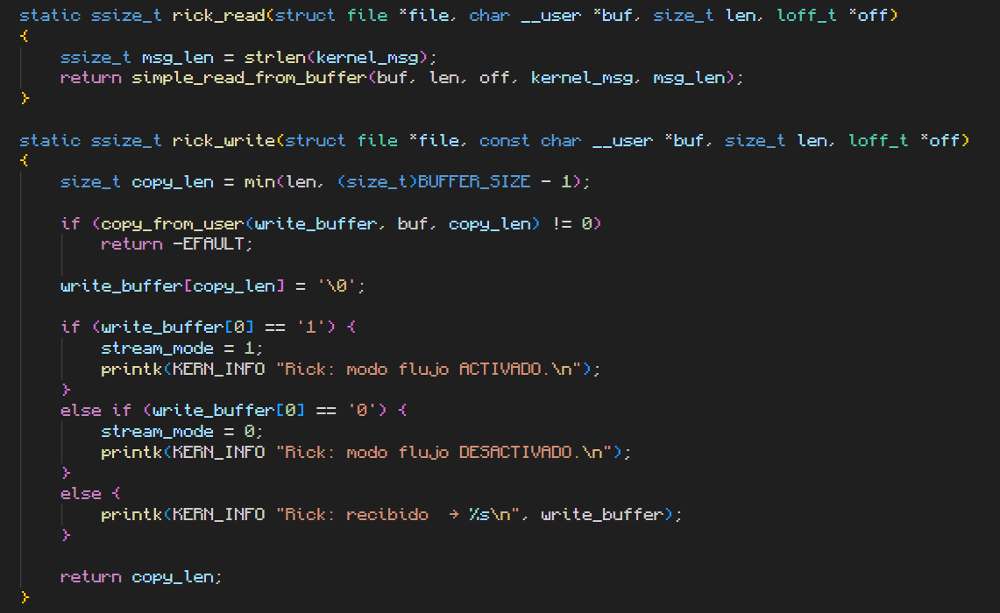 static ssize_t rick_read(struct file *file, char __user *buf, size_t len, loff_t *off)
{
    ssize_t msg_len = strlen(kernel_msg);
    return simple_read_from_buffer(buf, len, off, kernel_msg, msg_len);
}

static ssize_t rick_write(struct file *file, const char __user *buf, size_t len, loff_t *off)
{
    size_t copy_len = min(len, (size_t)BUFFER_SIZE - 1);

    if (copy_from_user(write_buffer, buf, copy_len) != 0)
        return -EFAULT;

    write_buffer[copy_len] = '\0';

    if (write_buffer[0] == '1') {
        stream_mode = 1;
        printk(KERN_INFO "Rick: modo flujo ACTIVADO.\n");
    }
    else if (write_buffer[0] == '0') {
        stream_mode = 0;
        printk(KERN_INFO "Rick: modo flujo DESACTIVADO.\n");
    }
    else {
        printk(KERN_INFO "Rick: recibido  → %s\n", write_buffer);
    }

    return copy_len;
}